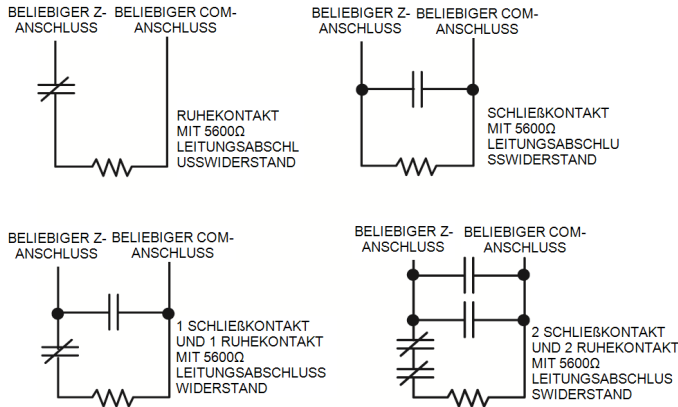 BELIEBIGER Z-
ANSCHLUSS
BELIEBIGER COM-
ANSCHLUSS
RUHEKONTAKT
MIT 5600Ω
LEITUNGSABSCHL
USSWIDERSTAND
BELIEBIGER Z-
ANSCHLUSS
BELIEBIGER COM-
ANSCHLUSS
SCHLIEßKONTAKT
MIT 5600Ω
LEITUNGSABSCHLU
SSWIDERSTAND
BELIEBIGER Z-
ANSCHLUSS
BELIEBIGER COM-
ANSCHLUSS
1 SCHLIEßKONTAKT
UND 1 RUHEKONTAKT
MIT 5600Ω
LEITUNGSABSCHLUSS
WIDERSTAND
BELIEBIGER Z-
ANSCHLUSS
BELIEBIGER COM-
ANSCHLUSS
2 SCHLIEßKONTAKT
UND 2 RUHEKONTAKT
MIT 5600Ω
LEITUNGSABSCHLUS
SWIDERSTAND